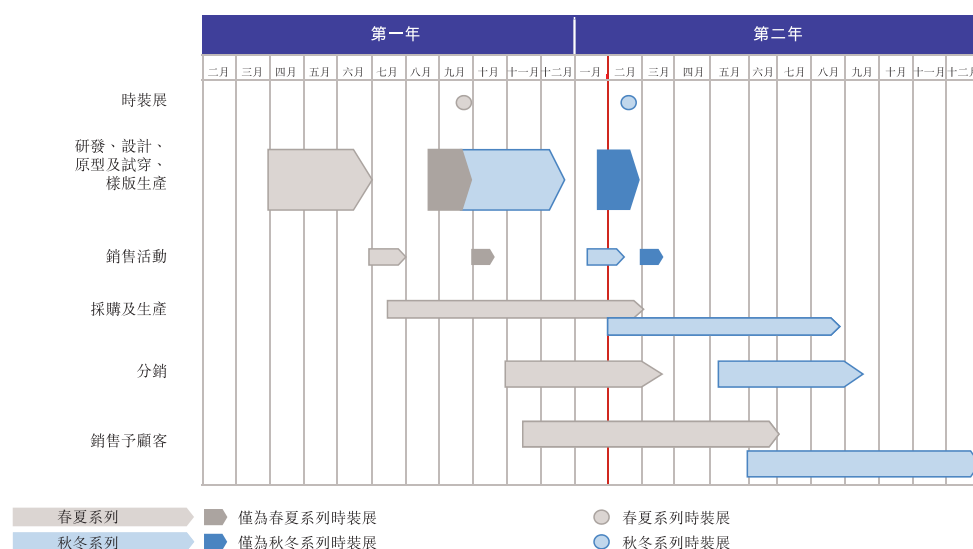 第一年 第二年
二月 三月 四月 五月 六月 七月 八月 九月 十月 十一月 十二月 一月 二月 三月 四月 五月 六月 七月 八月 九月 十月 十一月 十二月
時裝展
研發、設計、
原型及試穿、
樣版生產
銷售活動
採購及生產
分銷
銷售予顧客
春夏系列 僅為春夏系列時裝展 春夏系列時裝展
秋冬系列 僅為秋冬系列時裝展 秋冬系列時裝展